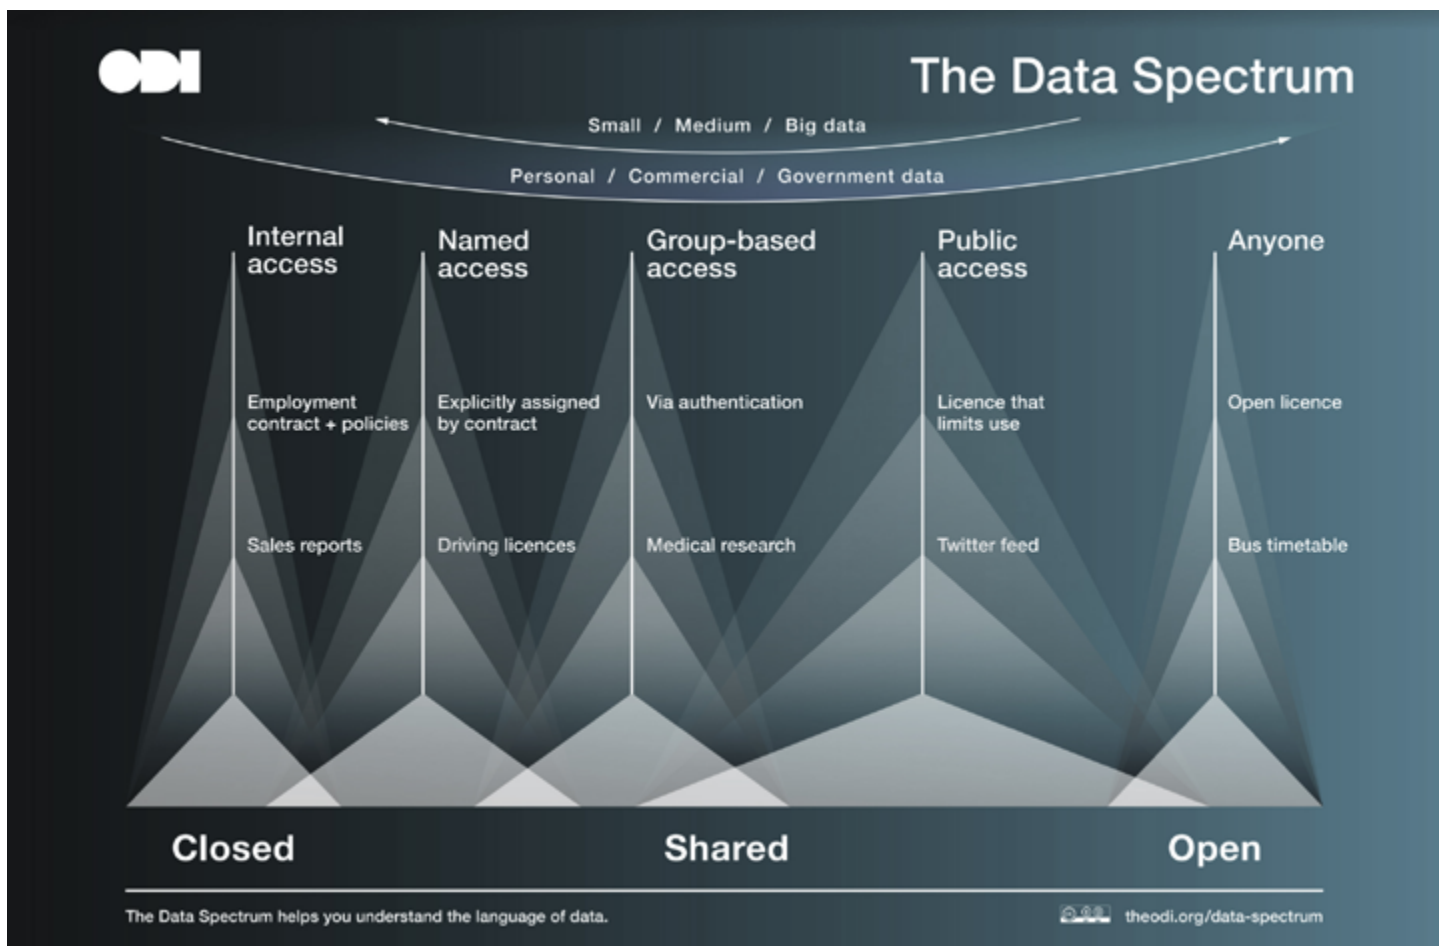 ODI
The Data Spectrum
Small / Medium / Big data
Personal / Commercial / Government data
Internal
access
Named
access
Group-based
access
Public
access
Anyone
Employment
contract + policies
Explicitly assigned
by contract
Via authentication
Licence that
limits use
Open licence
Sales reports
Driving licences
Medical research
Twitter feed
Bus timetable
Closed
Shared
Open
The Data Spectrum helps you understand the language of data.
theodi.org/data-spectrum